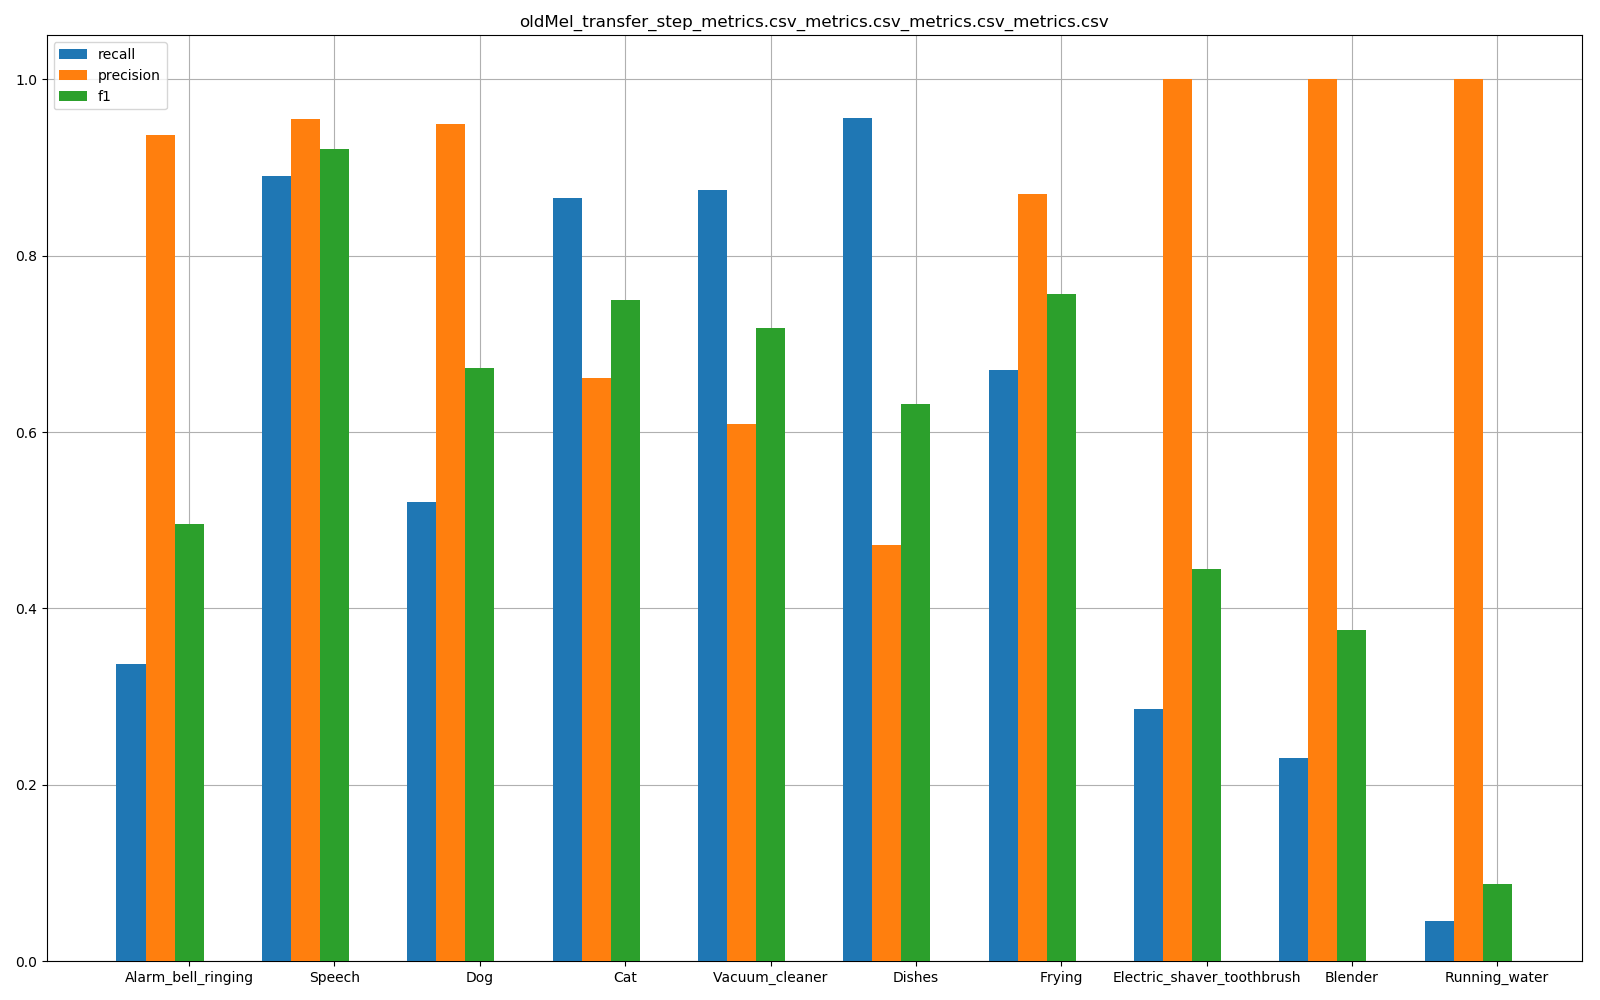 oldMel_transfer_step_metrics.csv_metrics.csv_metrics.csv_metrics.csv
recall
precision
f1
1.0
0.8
0.6
0.4
0.2
0.0
Alarm_bell_ringing Speech Dog Cat Vacuum_cleaner Dishes Frying Electric_shaver_toothbrush Blender Running_water